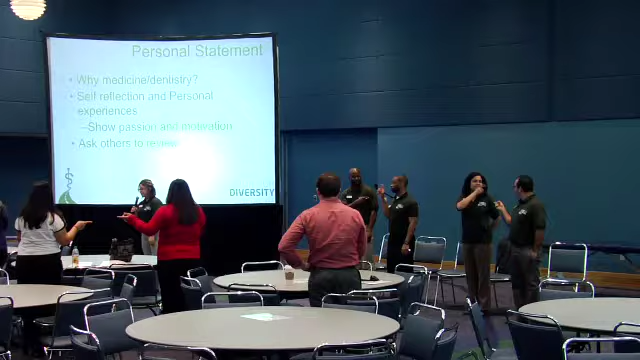 Personal Statement
• Why medicine/dentistry?
• Self reflection and Personal
experiences
–Show passion and motivation
• Ask others to review
DIVERSITY